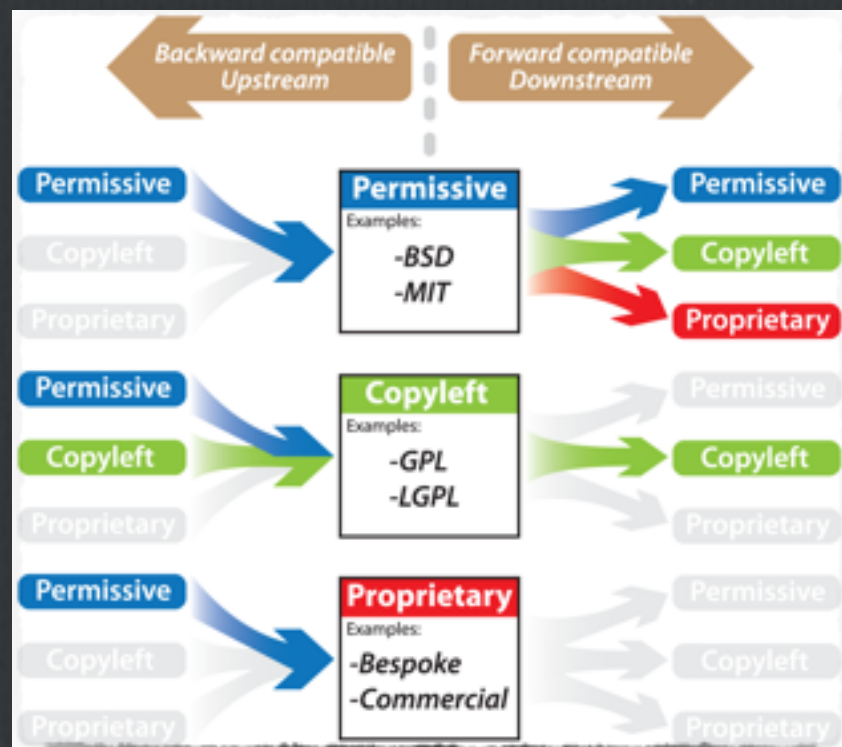 Backward compatible
Upstream
Forward compatible
Downstream
Permissive
Copyleft
Proprietary
Permissive
Examples:
-BSD
-MIT
Permissive
Copyleft
Proprietary
Permissive
Copyleft
Proprietary
Copyleft
Examples:
-GPL
-LGPL
Permissive
Copyleft
Proprietary
Permissive
Copyleft
Proprietary
Proprietary
Examples:
-Bespoke
-Commercial
Permissive
Copyleft
Proprietary